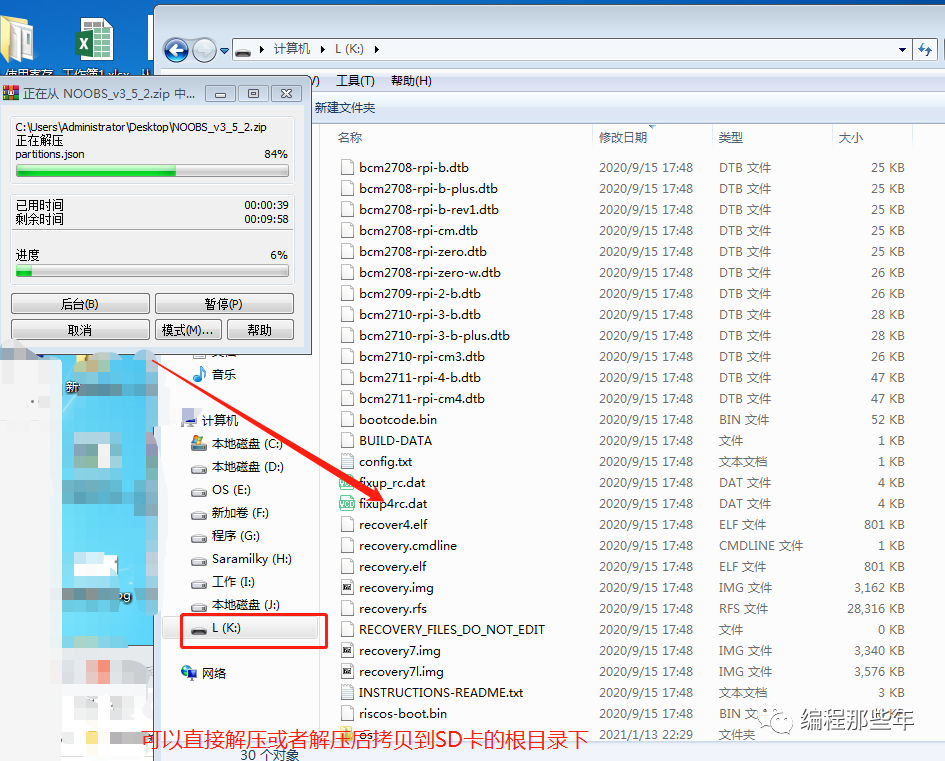 使用寄存
工作簿1.xlsx
计算机
L (K:)
工具(T)
帮助(H)
新建文件夹
正在从 NOOBS_v3_5_2.zip 中...
C:\Users\Administrator\Desktop\NOOBS_v3_5_2.zip
正在解压
partitions.json 84%
已用时间 00:00:39
剩余时间 00:09:58
进度 6%
后台(B) 暂停(P)
取消 模式(M)... 帮助
新
音乐
计算机
本地磁盘 (C:)
本地磁盘 (D:)
OS (E:)
新加卷 (F:)
程序 (G:)
Saramilky (H:)
工作 (I:)
本地磁盘 (J:)
L (K:)
网络
名称 修改日期 类型 大小
bcm2708-rpi-b.dtb 2020/9/15 17:48 DTB 文件 25 KB
bcm2708-rpi-b-plus.dtb 2020/9/15 17:48 DTB 文件 25 KB
bcm2708-rpi-b-rev1.dtb 2020/9/15 17:48 DTB 文件 25 KB
bcm2708-rpi-cm.dtb 2020/9/15 17:48 DTB 文件 25 KB
bcm2708-rpi-zero.dtb 2020/9/15 17:48 DTB 文件 25 KB
bcm2708-rpi-zero-w.dtb 2020/9/15 17:48 DTB 文件 26 KB
bcm2709-rpi-2-b.dtb 2020/9/15 17:48 DTB 文件 26 KB
bcm2710-rpi-3-b.dtb 2020/9/15 17:48 DTB 文件 28 KB
bcm2710-rpi-3-b-plus.dtb 2020/9/15 17:48 DTB 文件 28 KB
bcm2710-rpi-cm3.dtb 2020/9/15 17:48 DTB 文件 26 KB
bcm2711-rpi-4-b.dtb 2020/9/15 17:48 DTB 文件 47 KB
bcm2711-rpi-cm4.dtb 2020/9/15 17:48 DTB 文件 47 KB
bootcode.bin 2020/9/15 17:48 BIN 文件 52 KB
BUILD-DATA 2020/9/15 17:48 文件 1 KB
config.txt 2020/9/15 17:48 文本文档 1 KB
fixup_rc.dat 2020/9/15 17:48 DAT 文件 4 KB
fixup4rc.dat 2020/9/15 17:48 DAT 文件 4 KB
recover4.elf 2020/9/15 17:48 ELF 文件 801 KB
recovery.cmdline 2020/9/15 17:48 CMDLINE 文件 1 KB
recovery.elf 2020/9/15 17:48 ELF 文件 801 KB
recovery.img 2020/9/15 17:48 IMG 文件 3,162 KB
recovery.rfs 2020/9/15 17:48 RFS 文件 28,316 KB
RECOVERY_FILES_DO_NOT_EDIT 2020/9/15 17:48 文件 0 KB
recovery7.img 2020/9/15 17:48 IMG 文件 3,340 KB
recovery7l.img 2020/9/15 17:48 IMG 文件 3,576 KB
INSTRUCTIONS-README.txt 2020/9/15 17:48 文本文档 3 KB
riscos-boot.bin 2020/9/15 17:48 BIN 文
os 2021/1/13 22:29 文件夹
编程那些年
可以直接解压或者解压后拷贝到SD卡的根目录下
30 个对象